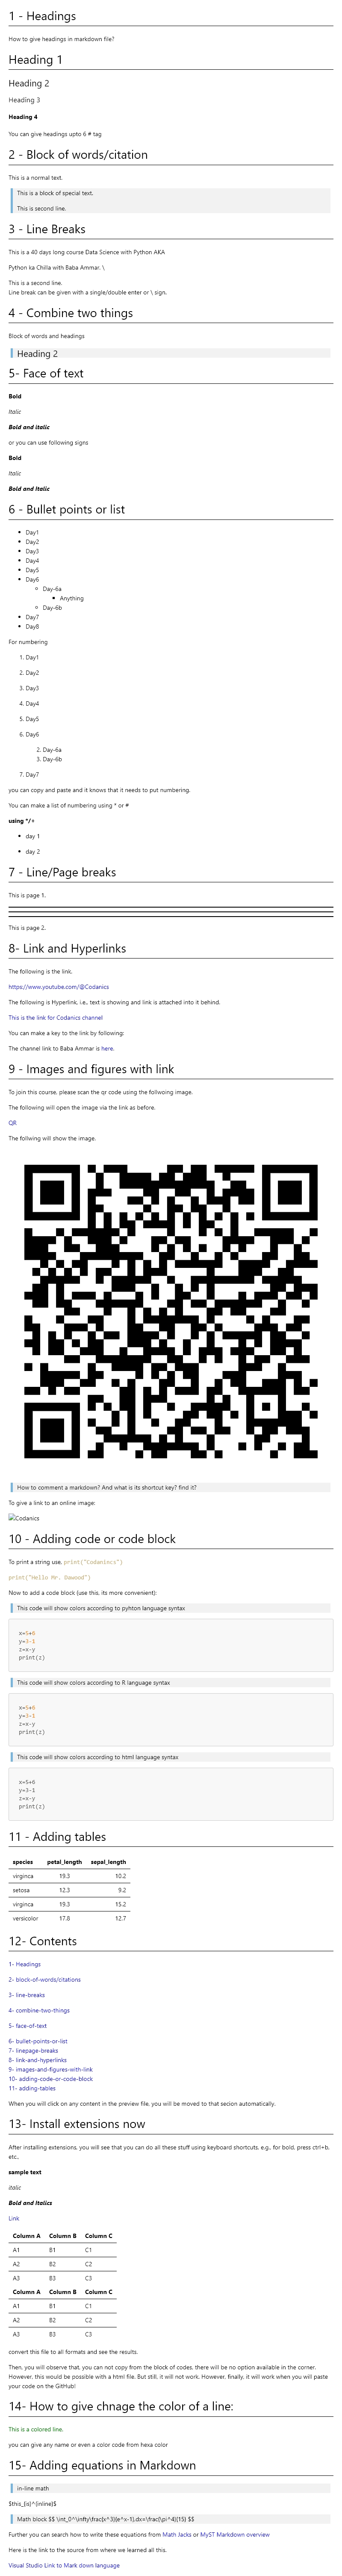 1 - Headings
How to give headings in markdown file?
Heading 1
Heading 2
Heading 3
Heading 4
You can give headings upto 6 # tag
2 - Block of words/citation
This is a normal text.
This is a block of special text.
This is second line.
3 - Line Breaks
This is a 40 days long course Data Science with Python AKA
Python ka Chilla with Baba Ammar. \
This is a second line.
Line break can be given with a single/double enter or \ sign.
4 - Combine two things
Block of words and headings
Heading 2
5- Face of text
Bold
Italic
Bold and italic
or you can use following signs
Bold
Italic
Bold and Italic
6 - Bullet points or list
• Day1
• Day2
• Day3
• Day4
• Day5
• Day6
◦ Day-6a
▪ Anything
◦ Day-6b
• Day7
• Day8
For numbering
1. Day1
2. Day2
3. Day3
4. Day4
5. Day5
6. Day6
2. Day-6a
3. Day-6b
7. Day7
you can copy and paste and it knows that it needs to put numbering.
You can make a list of numbering using * or #
using */+
• day 1
• day 2
7 - Line/Page breaks
This is page 1.
This is page 2.
8- Link and Hyperlinks
The following is the link.
https://www.youtube.com/@Codanics
The following is Hyperlink, i.e., text is showing and link is attached into it behind.
This is the link for Codanics channel
You can make a key to the link by following:
The channel link to Baba Ammar is here.
9 - Images and figures with link
To join this course, please scan the qr code using the follwoing image.
The following will open the image via the link as before.
QR
The follwing will show the image.
How to comment a markdown? And what is its shortcut key? find it?
To give a link to an online image:
Codanics
10 - Adding code or code block
To print a string use, print("Codaniocs")
print("Hello Mr. Dawood")
Now to add a code block (use this, its more convenient):
This code will show colors according to pyhton language syntax
x=5+6
y=3-1
z=x-y
print(z)
This code will show colors according to R language syntax
x=5+6
y=3-1
z=x-y
print(z)
This code will show colors according to html language syntax
x=5+6
y=3-1
z=x-y
print(z)
11 - Adding tables
species petal_length sepal_length
virginca 19.3 10.2
setosa 12.3 9.2
virginca 19.3 15.2
versicolor 17.8 12.7
12- Contents
1- Headings
2- block-of-words/citations
3- line-breaks
4- combine-two-things
5- face-of-text
6- bullet-points-or-list
7- linepage-breaks
8- link-and-hyperlinks
9- images-and-figures-with-link
10- adding-code-or-code-block
11- adding-tables
When you will click on any content in the preview file, you will be moved to that secion automatically.
13- Install extensions now
After installing extensions, you will see that you can do all these stuff using keyboard shortcuts, e.g., for bold, press ctrl+b,
etc..
sample text
italic
Bold and Italics
Link
Column A Column B Column C
A1 B1 C1
A2 B2 C2
A3 B3 C3
Column A Column B Column C
A1 B1 C1
A2 B2 C2
A3 B3 C3
convert this file to all formats and see the results.
Then, you will observe that, you can not copy from the block of codes, there will be no option available in the corner.
However, this would be possible with a html file. But still, it will not work. However, finally, it will work when you will paste
your code on the GitHub!
14- How to give chnage the color of a line:
This is a colored line.
you can give any name or even a color code from hexa color
15- Adding equations in Markdown
in-line math
$this_{is}^{inline}$
Math block $$ \int_0^\infty\frac{x^3}{e^x-1},dx=\frac{\pi^4}{15} $$
Further you can search how to write these equations from Math Jacks or MyST Markdown overview
Here is the link to the source from where we learned all this.
Visual Studio Link to Mark down language